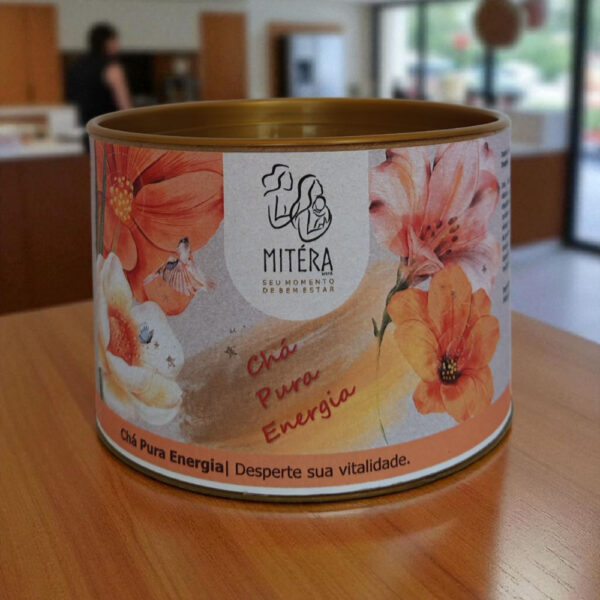 MITÉRA
SEU MOMENTO
DE BEM ESTAR
Chá
Pura
Energia
Chá Pura Energia| Desperte sua vitalidade.